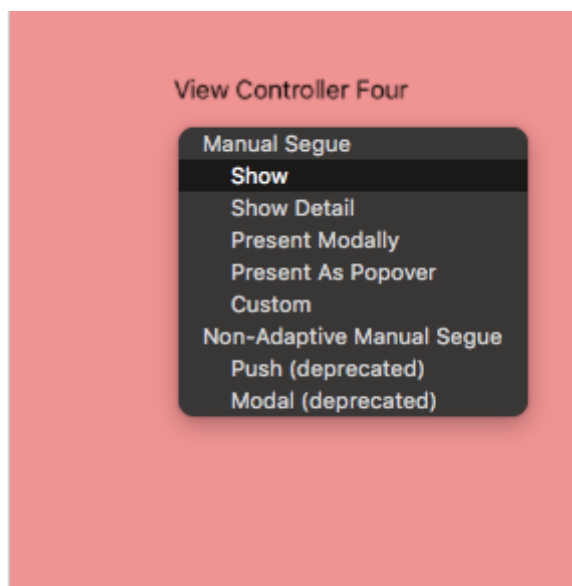 View Controller Four
Manual Segue
Show
Show Detail
Present Modally
Present As Popover
Custom
Non-Adaptive Manual Segue
Push (deprecated)
Modal (deprecated)